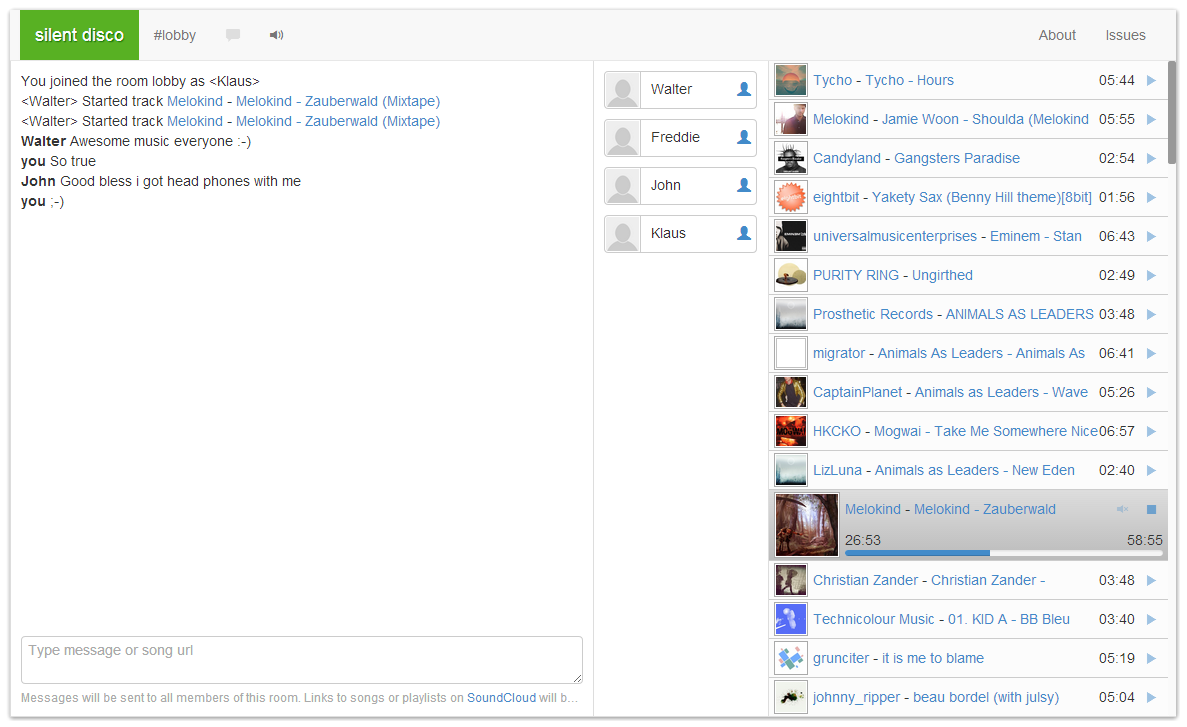 silent disco #lobby About Issues
You joined the room lobby as <Klaus>
<Walter> Started track Melokind - Melokind - Zauberwald (Mixtape)
<Walter> Started track Melokind - Melokind - Zauberwald (Mixtape)
Walter Awesome music everyone :-)
you So true
John Good bless i got head phones with me
you ;-)
Type message or song url
Messages will be sent to all members of this room. Links to songs or playlists on SoundCloud will b...
Walter
Freddie
John
Klaus
Tycho - Tycho - Hours 05:44
Melokind - Jamie Woon - Shoulda (Melokind 05:55
Candyland - Gangsters Paradise 02:54
eightbit - Yakety Sax (Benny Hill theme)[8bit] 01:56
universalmusicenterprises - Eminem - Stan 06:43
PURITY RING - Ungirthed 02:49
Prosthetic Records - ANIMALS AS LEADERS 03:48
migrator - Animals As Leaders - Animals As 06:41
CaptainPlanet - Animals as Leaders - Wave 05:26
HKCKO - Mogwai - Take Me Somewhere Nice 06:57
LizLuna - Animals as Leaders - New Eden 02:40
Melokind - Melokind - Zauberwald
26:53 58:55
Christian Zander - Christian Zander - 03:48
Technicolour Music - 01. KID A - BB Bleu 03:40
grunciter - it is me to blame 05:19
johnny_ripper - beau bordel (with julsy) 05:04